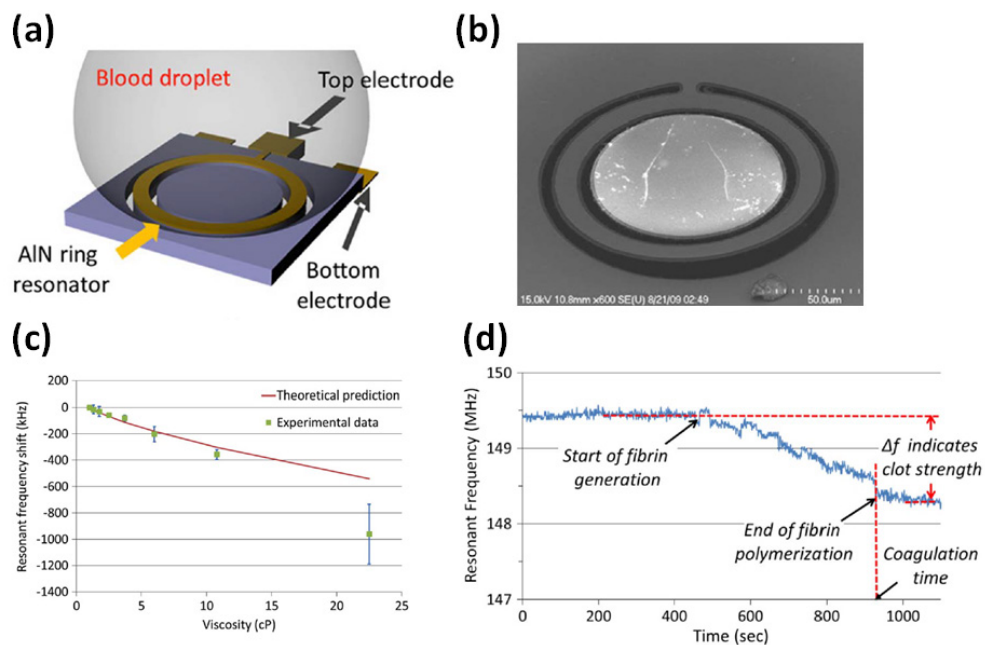 (a)
Blood droplet
Top electrode
AlN ring
resonator
Bottom
electrode
(b)
15.0kV 10.8mm x600 SE(U) 8/21/09 02:49
50.0um
(c)
Resonant frequency shift (kHz)
200
0
-200
-400
-600
-800
-1000
-1200
-1400
Theoretical prediction
Experimental data
0
5
10
15
20
25
Viscosity (cP)
(d)
Resonant Frequency (MHz)
150
149
148
147
Start of fibrin
generation
Δf indicates
clot strength
End of fibrin
polymerization
Coagulation
time
0
200
400
600
800
1000
Time (sec)